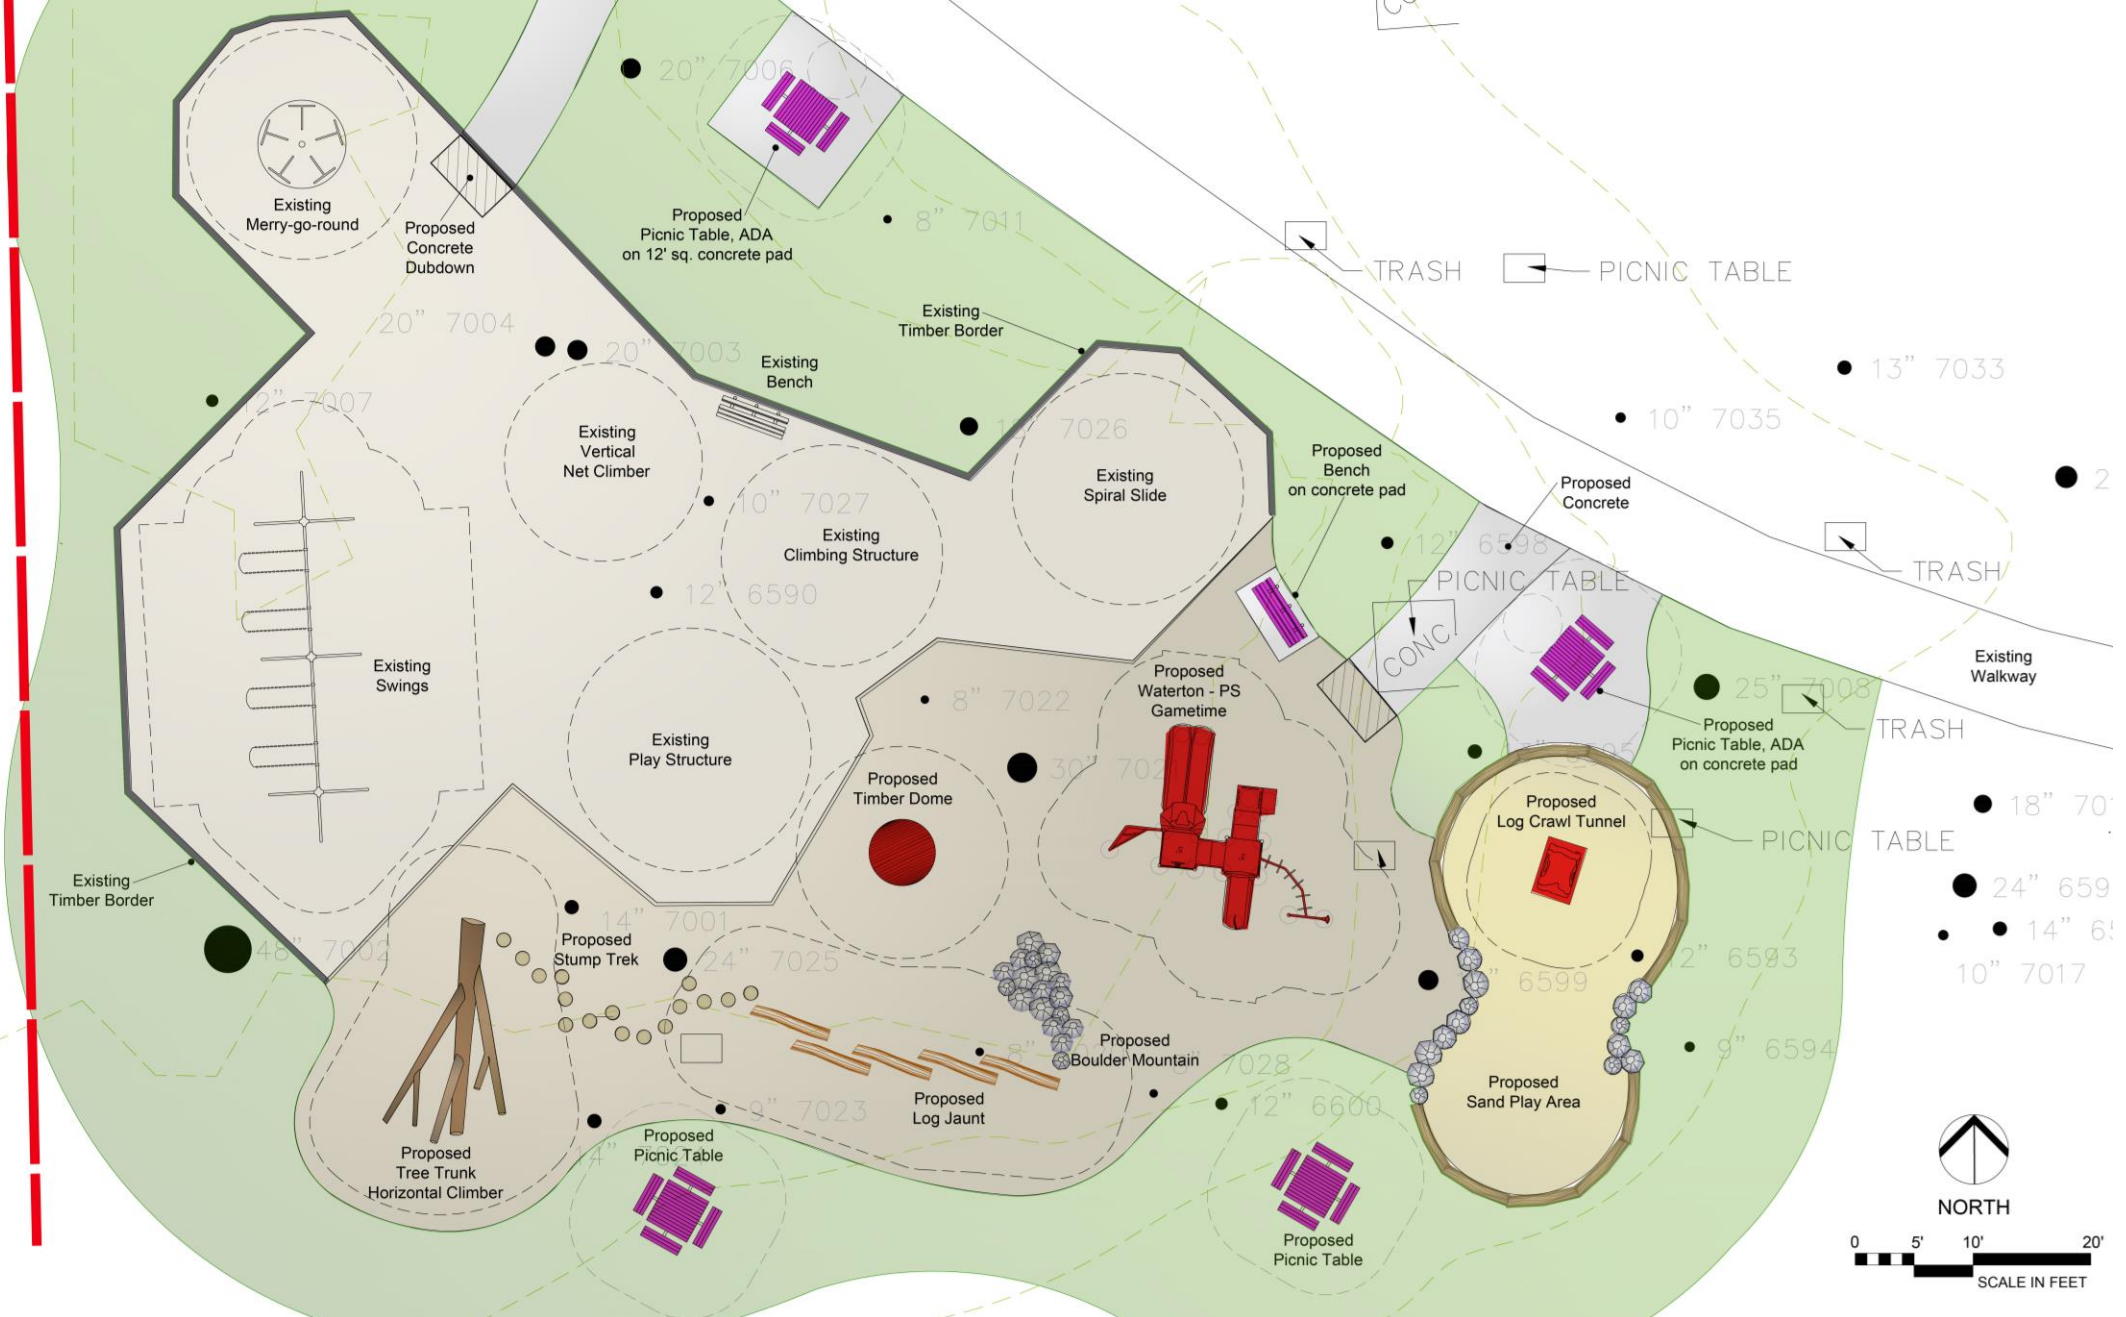 20" 7006
Existing
Merry-go-round
Proposed
Concrete
Dubdown
Proposed
Picnic Table, ADA
on 12' sq. concrete pad
8" 7011
TRASH
PICNIC TABLE
Existing
Timber Border
20" 7004
20" 7003
Existing
Bench
13" 7033
10" 7035
12" 7007
7026
Existing
Vertical
Net Climber
Existing
Spiral Slide
Proposed
Bench
on concrete pad
Proposed
Concrete
10" 7027
Existing
Climbing Structure
12" 6598
PICNIC TABLE
CONC.
TRASH
12" 6590
Existing
Swings
Existing
Walkway
Proposed
Waterton - PS
Gametime
8" 7022
25" 7008
TRASH
Existing
Play Structure
Proposed
Picnic Table, ADA
on concrete pad
Proposed
Timber Dome
30"
Proposed
Log Crawl Tunnel
18"
PICNIC TABLE
Existing
Timber Border
24"
14"
14" 7001
48" 7002
Proposed
Stump Trek
24" 7025
12" 6593
6599
10" 7017
Proposed
Boulder Mountain
9" 6594
7028
Proposed
Log Jaunt
9" 7023
12" 6600
Proposed
Sand Play Area
Proposed
Picnic Table
14"
Proposed
Tree Trunk
Horizontal Climber
Proposed
Picnic Table
NORTH
0 5' 10' 20'
SCALE IN FEET